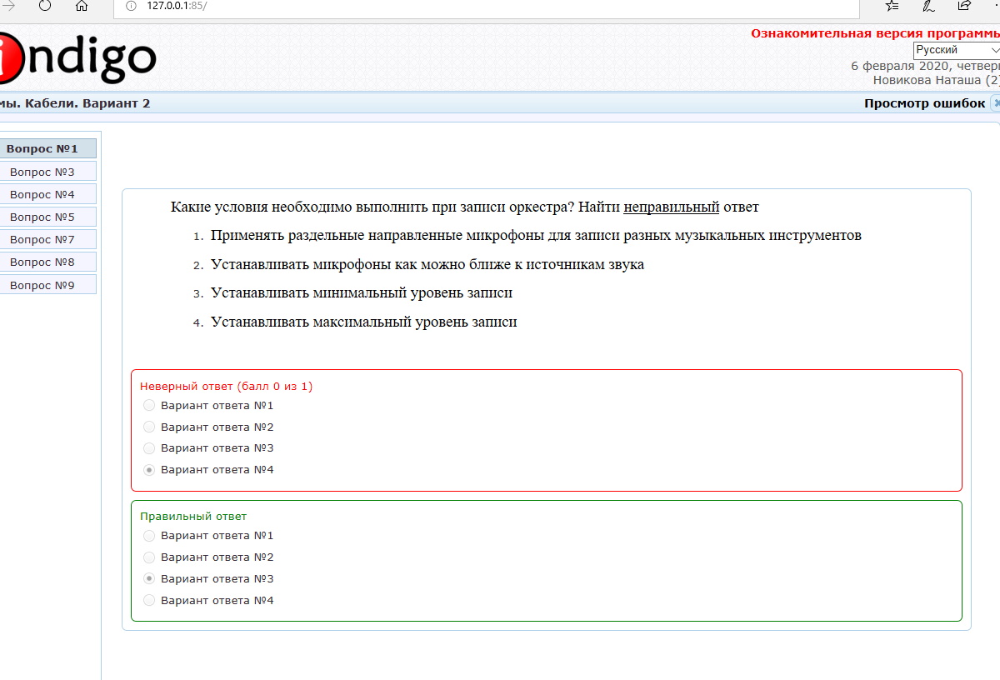 127.0.0.1:85/
indigo
Ознакомительная версия программы
Русский
6 февраля 2020, четверг
Новикова Наташа (2)
мы. Кабели. Вариант 2
Просмотр ошибок
Вопрос №1
Вопрос №3
Вопрос №4
Вопрос №5
Вопрос №7
Вопрос №8
Вопрос №9
Какие условия необходимо выполнить при записи оркестра? Найти неправильный ответ
1. Применять раздельные направленные микрофоны для записи разных музыкальных инструментов
2. Устанавливать микрофоны как можно ближе к источникам звука
3. Устанавливать минимальный уровень записи
4. Устанавливать максимальный уровень записи
Неверный ответ (балл 0 из 1)
Вариант ответа №1
Вариант ответа №2
Вариант ответа №3
Вариант ответа №4
Правильный ответ
Вариант ответа №1
Вариант ответа №2
Вариант ответа №3
Вариант ответа №4